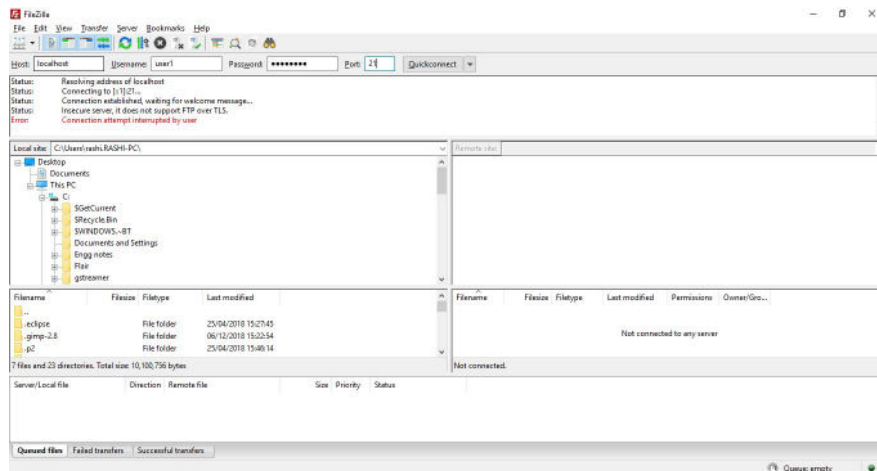 FileZilla
File Edit View Transfer Server Bookmarks Help
Host: localhost Username: user1 Password: ●●●●●●●● Port: 21 Quickconnect
Status: Resolving address of localhost
Status: Connecting to [::1]:21...
Status: Connection established, waiting for welcome message...
Status: Insecure server, it does not support FTP over TLS.
Error: Connection attempt interrupted by user
Local site: C:\Users\rashi.RASHI-PC\ Remote site:
Desktop
Documents
This PC
C:
$GetCurrent
$Recycle.Bin
$WINDOWS.~BT
Documents and Settings
Engg notes
Flair
gstreamer
Filename Filesize Filetype Last modified Filename Filesize Filetype Last modified Permissions Owner/Gro...
..
.eclipse File folder 25/04/2018 15:27:45
.gimp-2.8 File folder 06/12/2018 15:22:54
.p2 File folder 25/04/2018 15:46:14
Not connected to any server
7 files and 23 directories. Total size: 10,100,736 bytes Not connected.
Server/Local file Direction Remote file Size Priority Status
Queued files Failed transfers Successful transfers
Queue: empty